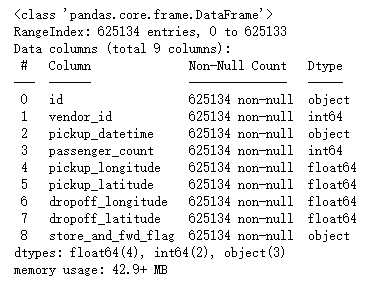 <class 'pandas.core.frame.DataFrame'>
RangeIndex: 625134 entries, 0 to 625133
Data columns (total 9 columns):
 #   Column             Non-Null Count   Dtype
---  ------             --------------   -----
 0   id                 625134 non-null  object
 1   vendor_id          625134 non-null  int64
 2   pickup_datetime    625134 non-null  object
 3   passenger_count    625134 non-null  int64
 4   pickup_longitude   625134 non-null  float64
 5   pickup_latitude    625134 non-null  float64
 6   dropoff_longitude  625134 non-null  float64
 7   dropoff_latitude   625134 non-null  float64
 8   store_and_fwd_flag 625134 non-null  object
dtypes: float64(4), int64(2), object(3)
memory usage: 42.9+ MB